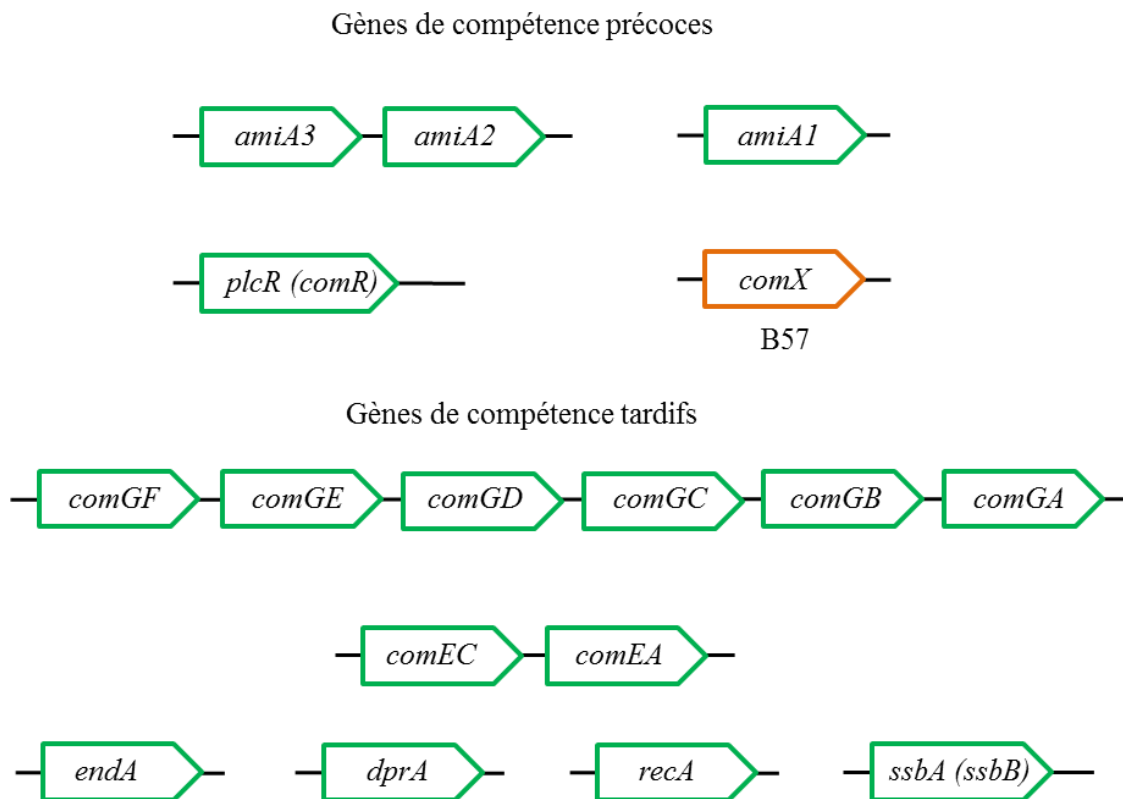 Gènes de compétence précoces
amiA3 amiA2 amiA1
plcR (comR) comX
B57
Gènes de compétence tardifs
comGF comGE comGD comGC comGB comGA
comEC comEA
endA dprA recA ssbA (ssbB)